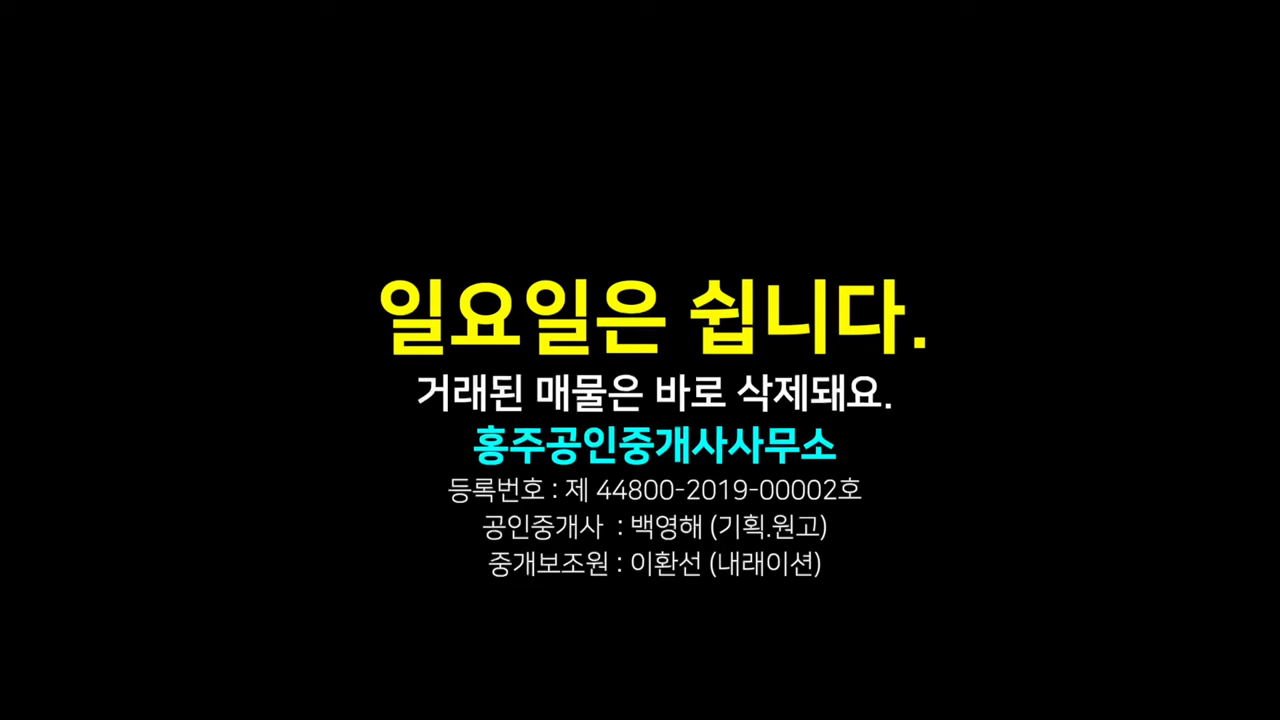 일요일은 쉽니다.
거래된 매물은 바로 삭제돼요.
홍주공인중개사사무소
등록번호 : 제 44800-2019-00002호
공인중개사 : 백영해 (기획.원고)
중개보조원 : 이환선 (내래이션)